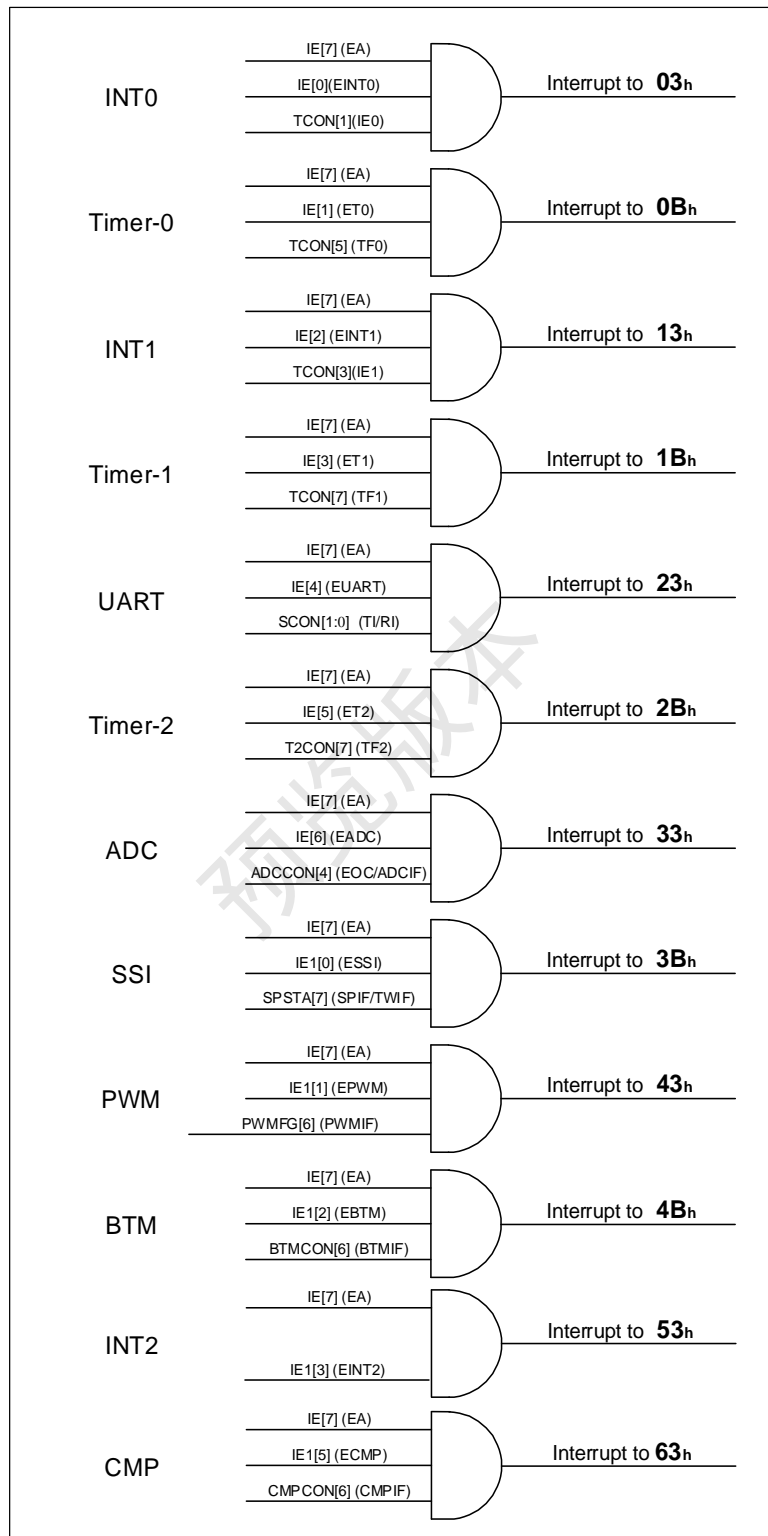 IE[7] (EA)
INT0
IE[0](EINT0)
TCON[1](IE0)
Interrupt to 03h
IE[7] (EA)
Timer-0
IE[1] (ET0)
TCON[5] (TF0)
Interrupt to 0Bh
IE[7] (EA)
INT1
IE[2] (EINT1)
TCON[3](IE1)
Interrupt to 13h
IE[7] (EA)
Timer-1
IE[3] (ET1)
TCON[7] (TF1)
Interrupt to 1Bh
IE[7] (EA)
UART
IE[4] (EUART)
SCON[1:0] (TI/RI)
Interrupt to 23h
IE[7] (EA)
Timer-2
IE[5] (ET2)
T2CON[7] (TF2)
Interrupt to 2Bh
IE[7] (EA)
ADC
IE[6] (EADC)
ADCCON[4] (EOC/ADCIF)
Interrupt to 33h
IE[7] (EA)
SSI
IE1[0] (ESSI)
SPSTA[7] (SPIF/TWIF)
Interrupt to 3Bh
IE[7] (EA)
PWM
IE1[1] (EPWM)
PWMFG[6] (PWMIF)
Interrupt to 43h
IE[7] (EA)
BTM
IE1[2] (EBTM)
BTMCON[6] (BTMIF)
Interrupt to 4Bh
IE[7] (EA)
INT2
IE1[3] (EINT2)
Interrupt to 53h
IE[7] (EA)
CMP
IE1[5] (ECMP)
CMPCON[6] (CMPIF)
Interrupt to 63h
预览版本